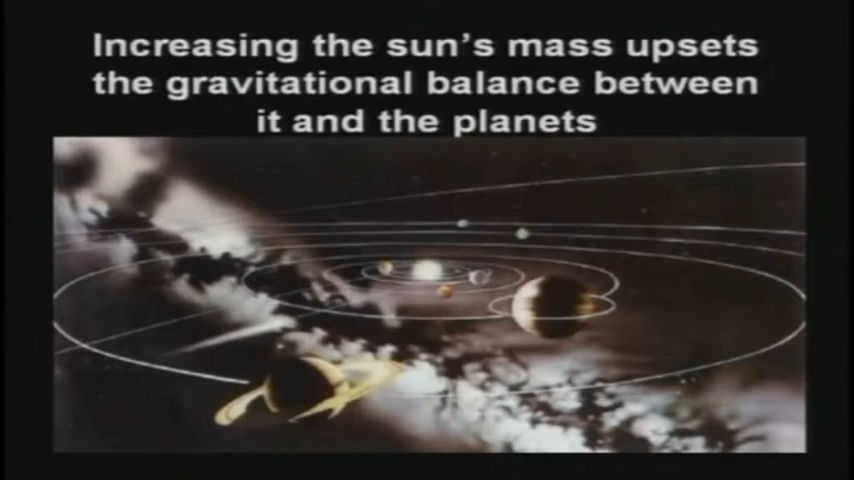 Increasing the sun's mass upsets
the gravitational balance between
it and the planets